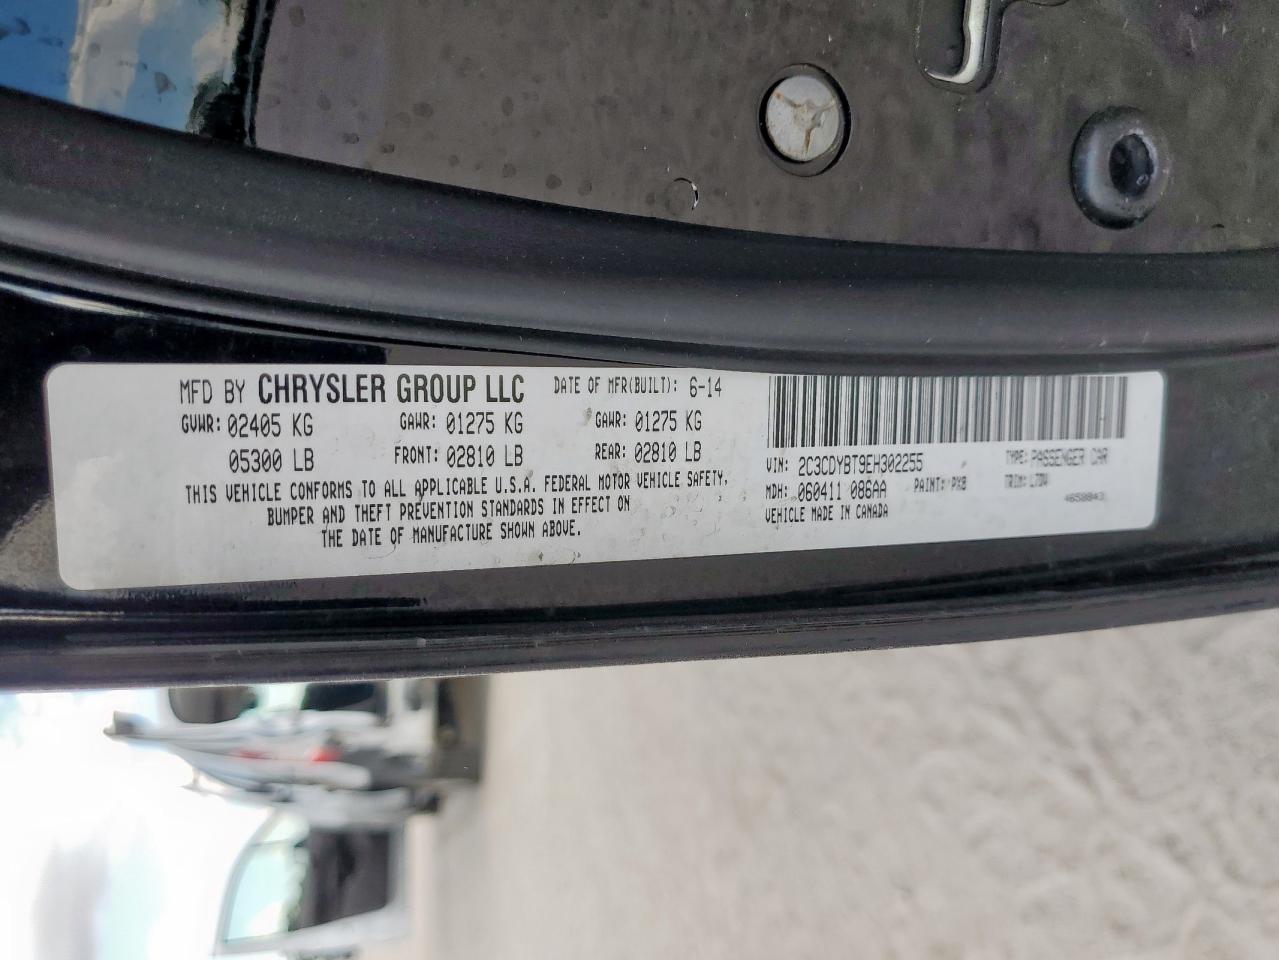 MFD BY CHRYSLER GROUP LLC DATE OF MFR(BUILT): 6-14
GVWR: 02405 KG GAWR: 01275 KG GAWR: 01275 KG
05300 LB FRONT: 02810 LB REAR: 02810 LB
THIS VEHICLE CONFORMS TO ALL APPLICABLE U.S.A. FEDERAL MOTOR VEHICLE SAFETY,
BUMPER AND THEFT PREVENTION STANDARDS IN EFFECT ON
THE DATE OF MANUFACTURE SHOWN ABOVE.
VIN: 2C3CDYBT9EH302255 TYPE: PASSENGER CAR
MDH: 060411 086AA PAINT: PX8 TRIM:
VEHICLE MADE IN CANADA